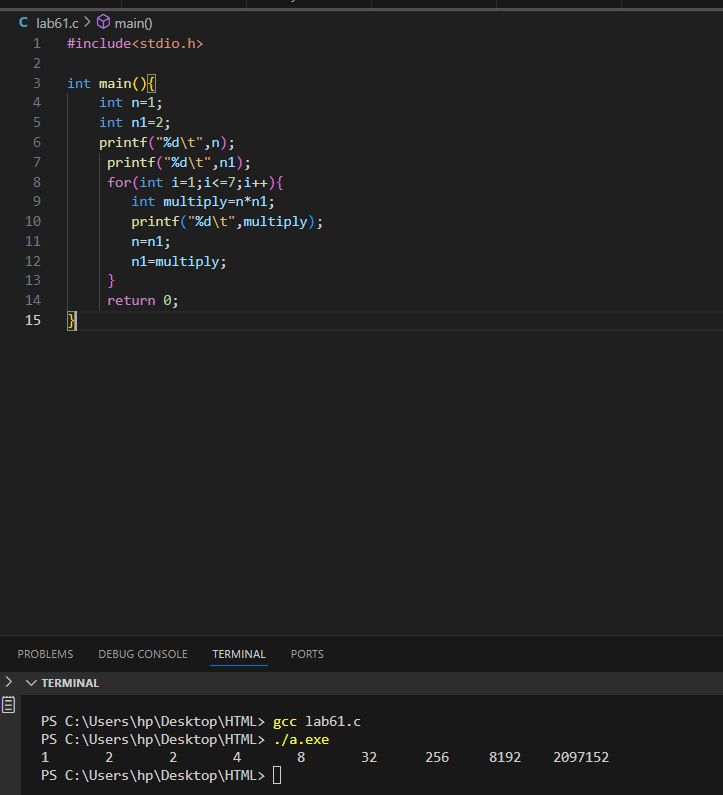 C lab61.c > main()
1 #include<stdio.h>
2
3 int main(){
4     int n=1;
5     int n1=2;
6     printf("%d\t",n);
7      printf("%d\t",n1);
8      for(int i=1;i<=7;i++){
9         int multiply=n*n1;
10         printf("%d\t",multiply);
11         n=n1;
12         n1=multiply;
13      }
14      return 0;
15 }
PROBLEMS DEBUG CONSOLE TERMINAL PORTS
TERMINAL
PS C:\Users\hp\Desktop\HTML> gcc lab61.c
PS C:\Users\hp\Desktop\HTML> ./a.exe
1 2 2 4 8 32 256 8192 2097152
PS C:\Users\hp\Desktop\HTML>